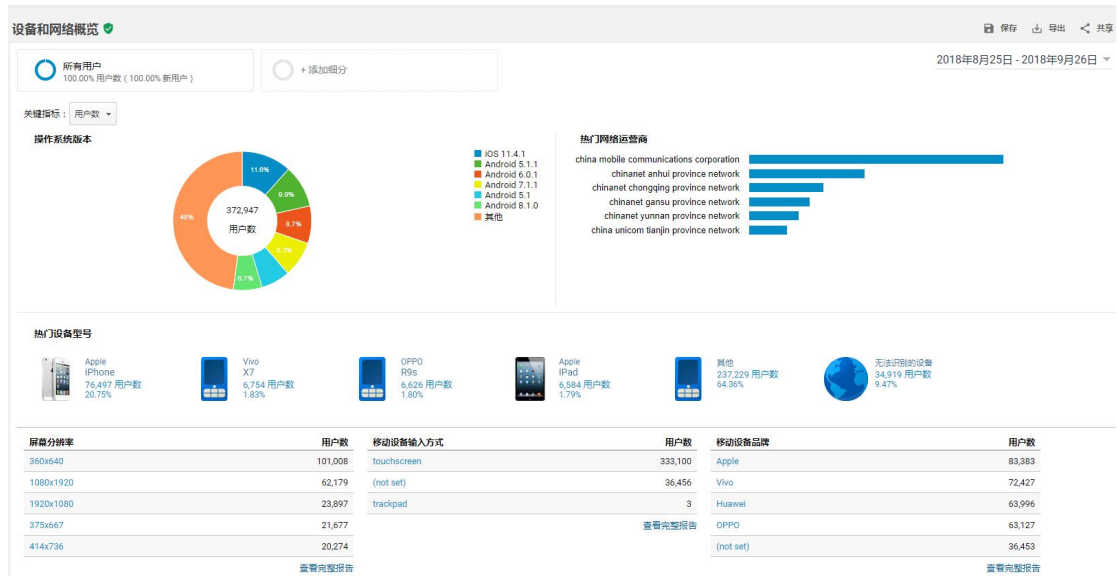 设备和网络概览
保存 导出 共享
所有用户
100.00% 用户数 ( 100.00% 新用户 )
+ 添加细分
2018年8月25日 - 2018年9月26日
关键指标： 用户数
操作系统版本
11.0%
9.9%
8.7%
6.7%
46%
372,947
用户数
iOS 11.4.1
Android 5.1.1
Android 6.0.1
Android 7.1.1
Android 5.1
Android 8.1.0
其他
热门网络运营商
china mobile communications corporation
chinanet anhui province network
chinanet chongqing province network
chinanet gansu province network
chinanet yunnan province network
china unicom tianjin province network
热门设备型号
Apple
iPhone
76,497 用户数
20.75%
Vivo
X7
6,754 用户数
1.83%
OPPO
R9s
6,626 用户数
1.80%
Apple
iPad
6,584 用户数
1.79%
其他
237,229 用户数
64.36%
无法识别的设备
34,919 用户数
9.47%
屏幕分辨率 用户数
360x640 101,008
1080x1920 62,179
1920x1080 23,897
375x667 21,677
414x736 20,274
查看完整报告
移动设备输入方式 用户数
touchscreen 333,100
(not set) 36,456
trackpad 3
查看完整报告
移动设备品牌 用户数
Apple 83,383
Vivo 72,427
Huawei 63,996
OPPO 63,127
(not set) 36,453
查看完整报告